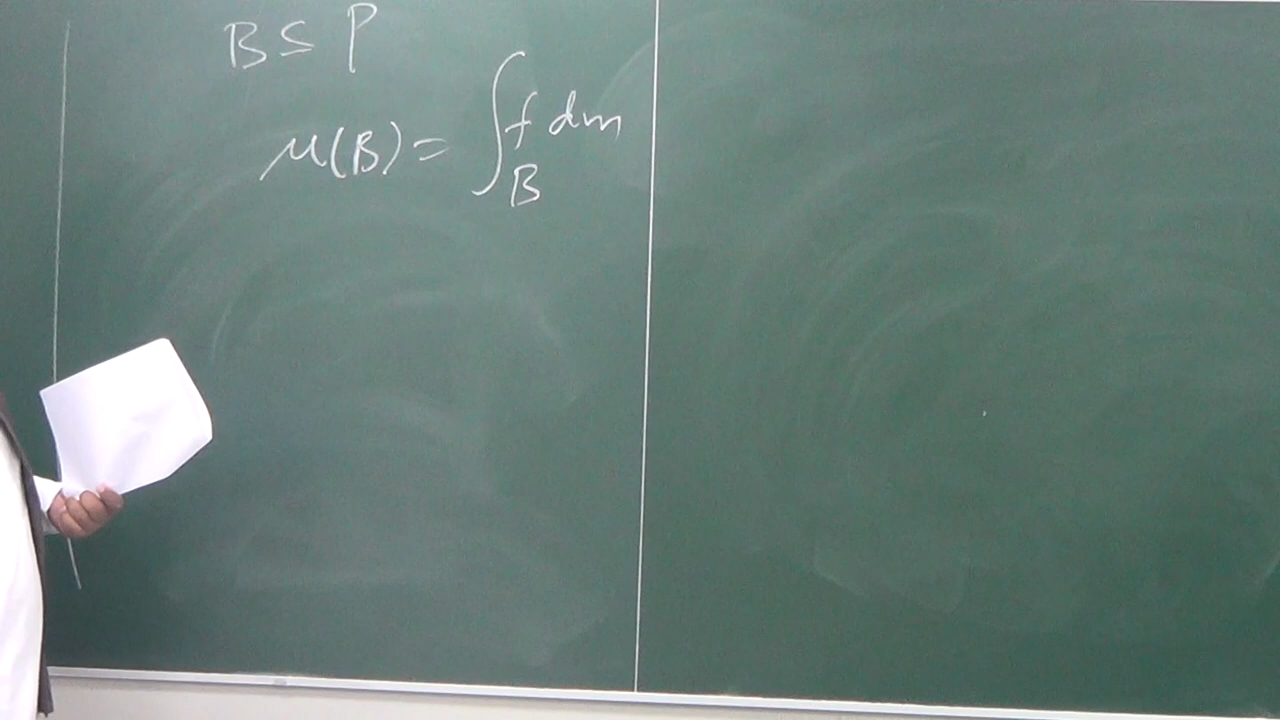 B ⊆ P
μ(B) = ∫_B f dm